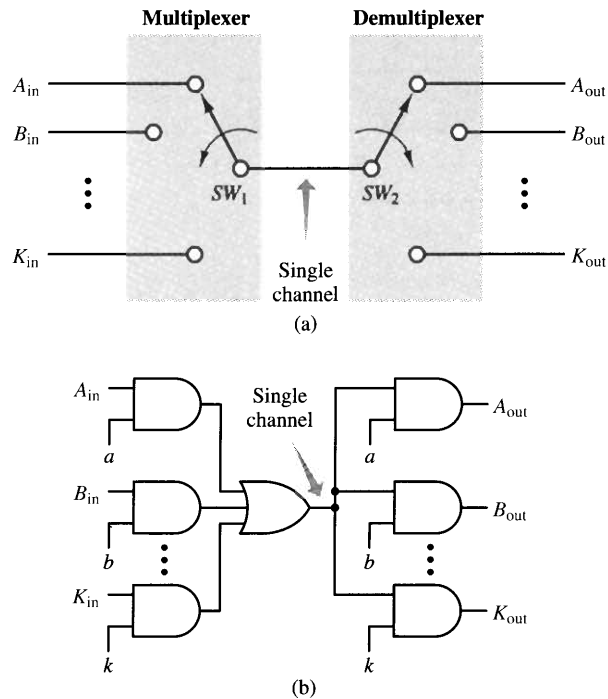 Multiplexer Demultiplexer
A_in A_out
B_in B_out
SW_1 SW_2
K_in K_out
Single
channel
(a)
A_in Single
channel A_out
a a
B_in B_out
b b
K_in K_out
k k
(b)